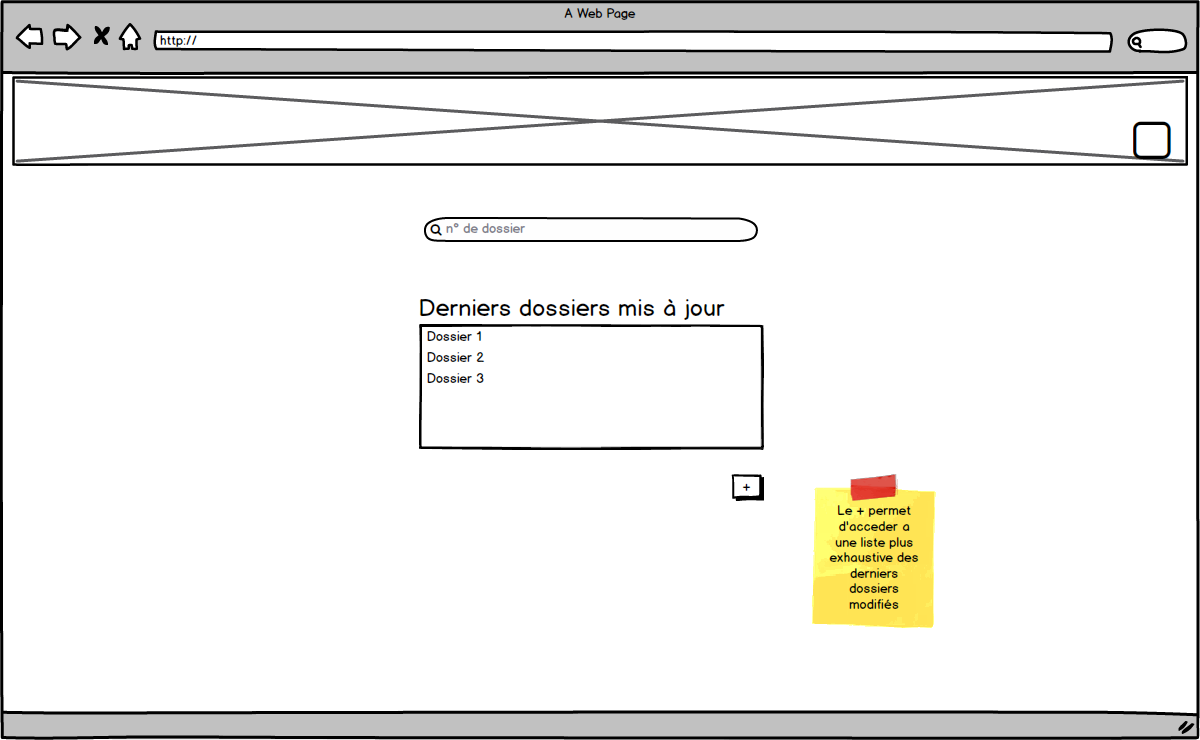 A Web Page
http://
n° de dossier
Derniers dossiers mis à jour
Dossier 1
Dossier 2
Dossier 3
+
Le + permet
d'acceder a
une liste plus
exhaustive des
derniers
dossiers
modifiés